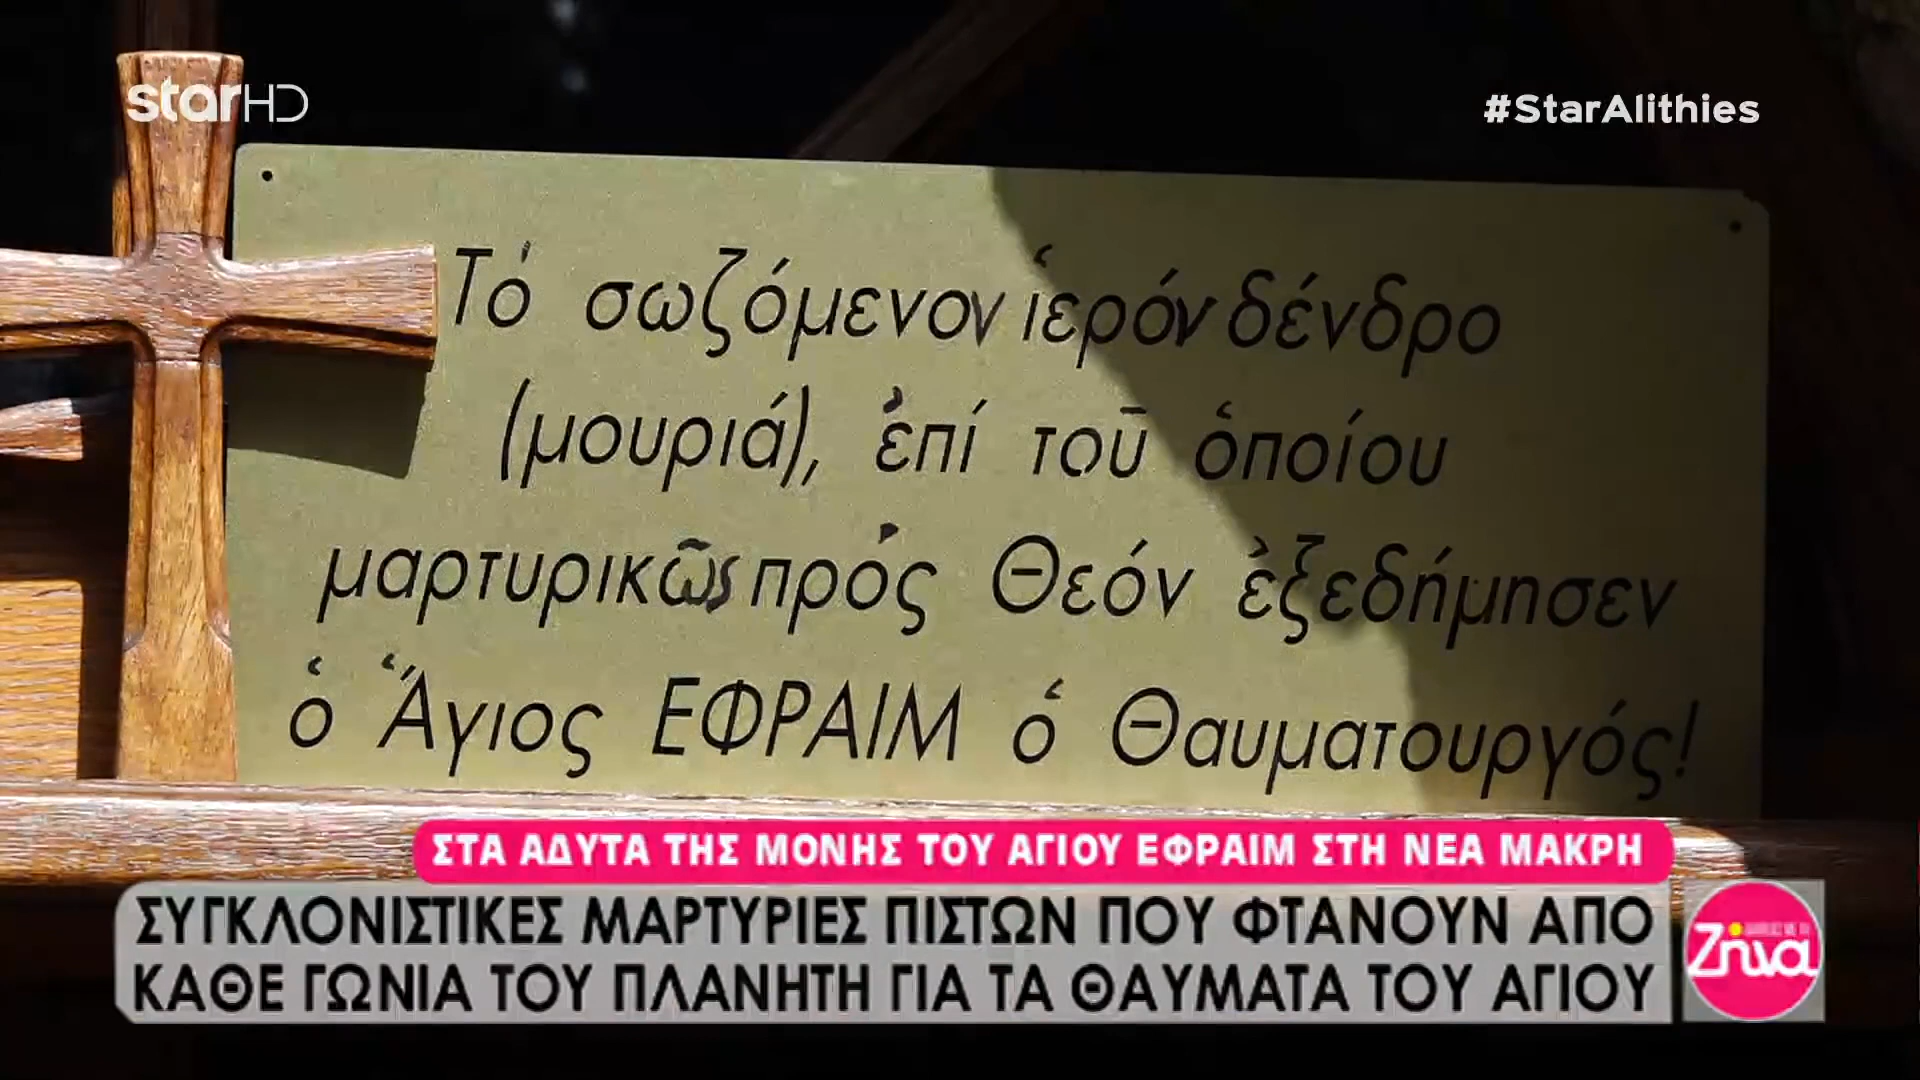 starHD
#StarAlithies
Τό σωζόμενον ἱερόν δένδρο
(μουριά), ἐπί τοῦ ὁποίου
μαρτυρικῶς πρός Θεόν ἐξεδήμησεν
ὁ Ἅγιος ΕΦΡΑΙΜ ὁ Θαυματουργός!
ΣΤΑ ΑΔΥΤΑ ΤΗΣ ΜΟΝΗΣ ΤΟΥ ΑΓΙΟΥ ΕΦΡΑΙΜ ΣΤΗ ΝΕΑ ΜΑΚΡΗ
ΣΥΓΚΛΟΝΙΣΤΙΚΕΣ ΜΑΡΤΥΡΙΕΣ ΠΙΣΤΩΝ ΠΟΥ ΦΤΑΝΟΥΝ ΑΠΟ
ΚΑΘΕ ΓΩΝΙΑ ΤΟΥ ΠΛΑΝΗΤΗ ΓΙΑ ΤΑ ΘΑΥΜΑΤΑ ΤΟΥ ΑΓΙΟΥ
Ζήνα